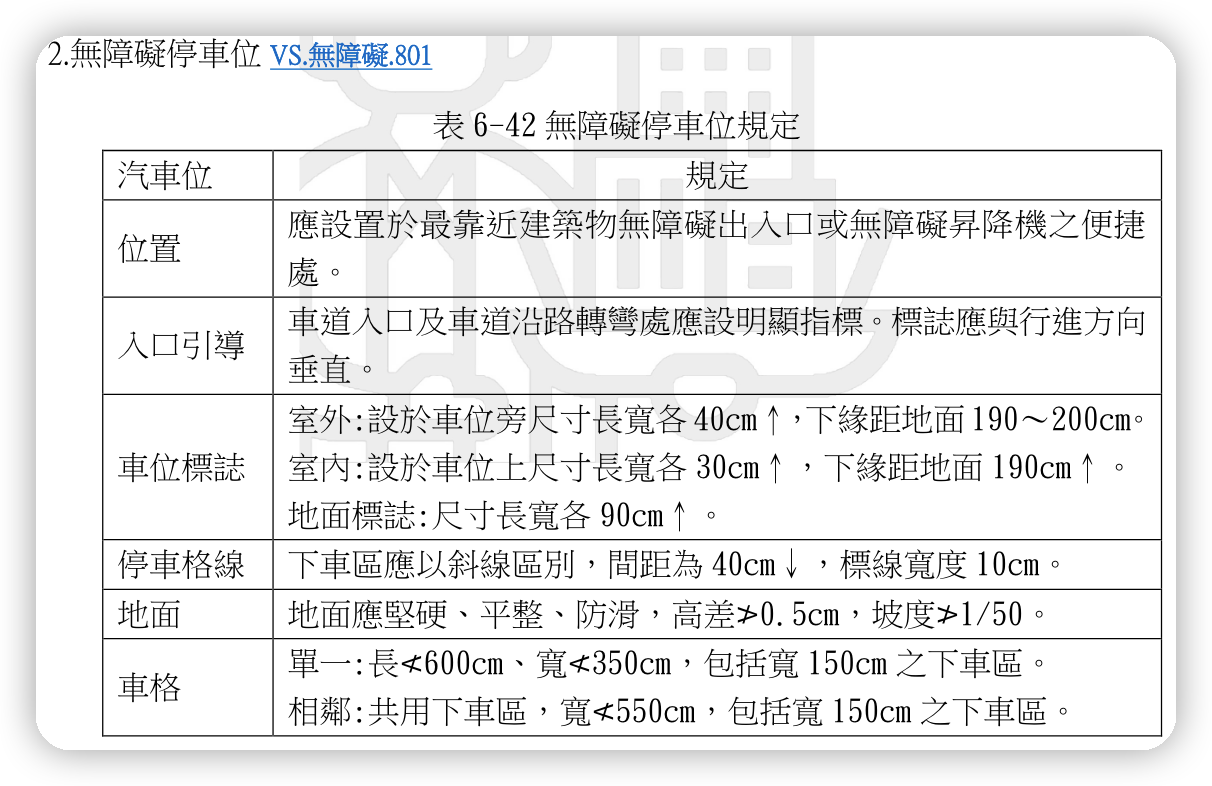 2.無障礙停車位 VS.無障礙.801
表 6-42 無障礙停車位規定
汽車位 規定
位置 應設置於最靠近建築物無障礙出入口或無障礙昇降機之便捷
處。
入口引導 車道入口及車道沿路轉彎處應設明顯指標。標誌應與行進方向
垂直。
車位標誌 室外:設於車位旁尺寸長寬各 40cm↑,下緣距地面 190～200cm。
室內:設於車位上尺寸長寬各 30cm↑,下緣距地面 190cm↑。
地面標誌:尺寸長寬各 90cm↑。
停車格線 下車區應以斜線區別,間距為 40cm↓,標線寬度 10cm。
地面 地面應堅硬、平整、防滑,高差≯0.5cm,坡度≯1/50。
車格 單一:長≮600cm、寬≮350cm,包括寬 150cm 之下車區。
相鄰:共用下車區,寬≮550cm,包括寬 150cm 之下車區。